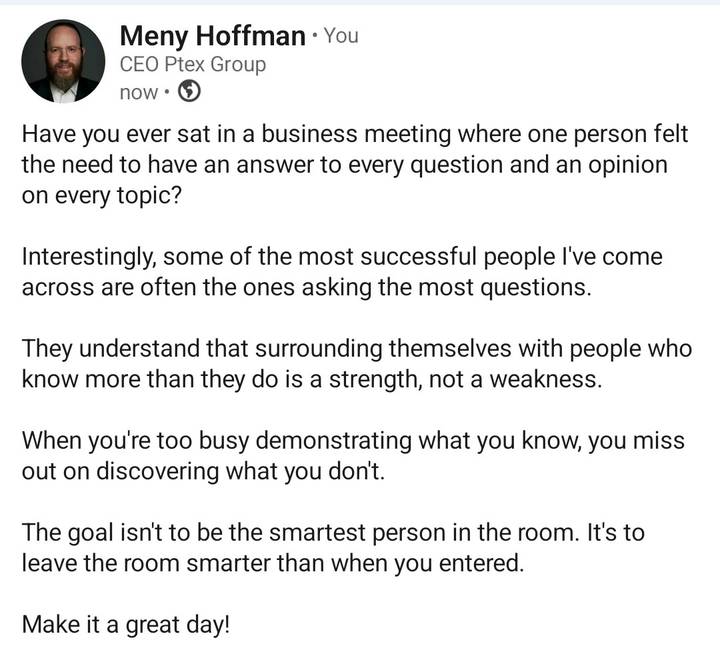 Meny Hoffman • You
CEO Ptex Group
now •
Have you ever sat in a business meeting where one person felt
the need to have an answer to every question and an opinion
on every topic?
Interestingly, some of the most successful people I've come
across are often the ones asking the most questions.
They understand that surrounding themselves with people who
know more than they do is a strength, not a weakness.
When you're too busy demonstrating what you know, you miss
out on discovering what you don't.
The goal isn't to be the smartest person in the room. It's to
leave the room smarter than when you entered.
Make it a great day!